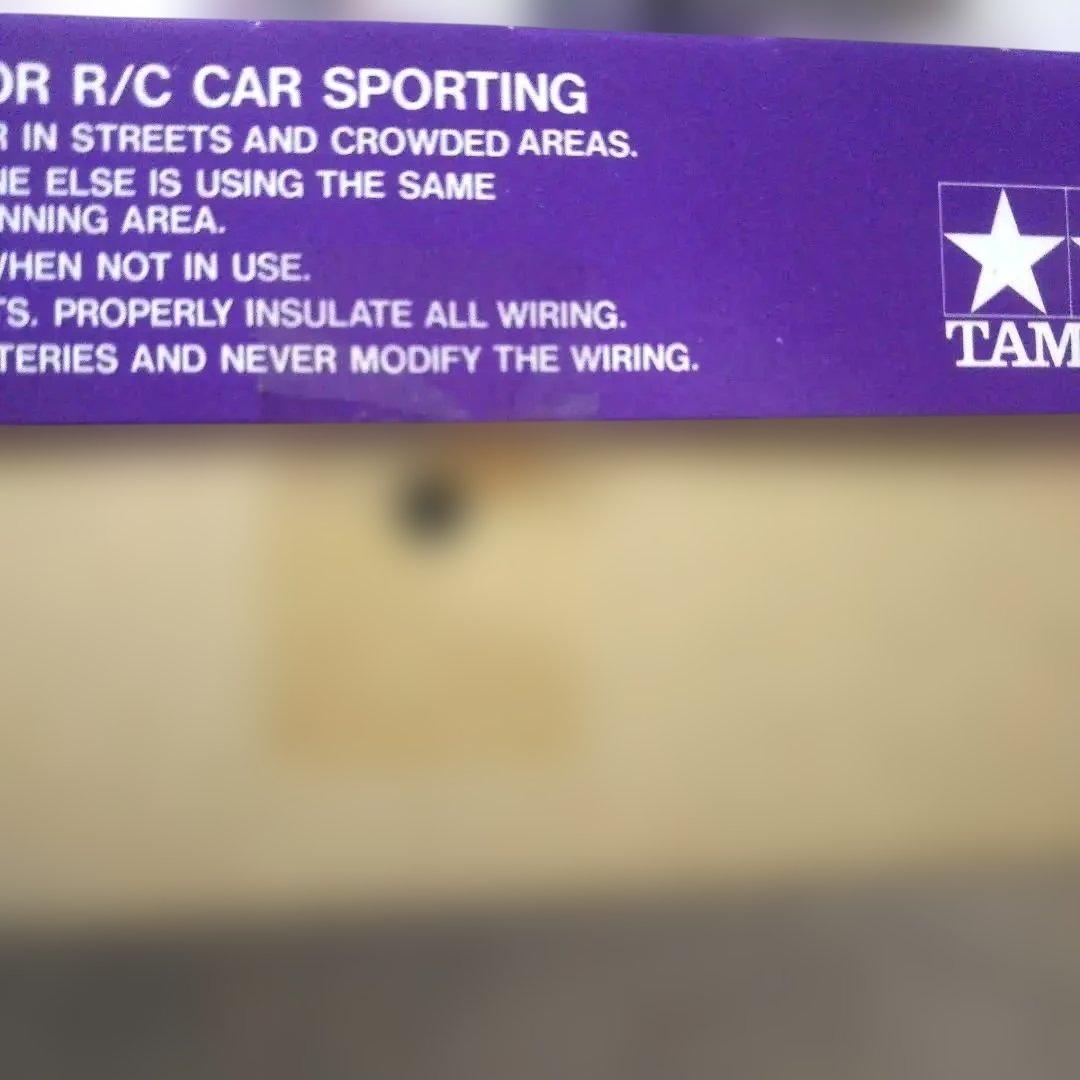 OR R/C CAR SPORTING
R IN STREETS AND CROWDED AREAS.
NE ELSE IS USING THE SAME
NNING AREA.
WHEN NOT IN USE.
TS. PROPERLY INSULATE ALL WIRING.
TERIES AND NEVER MODIFY THE WIRING.
TAM